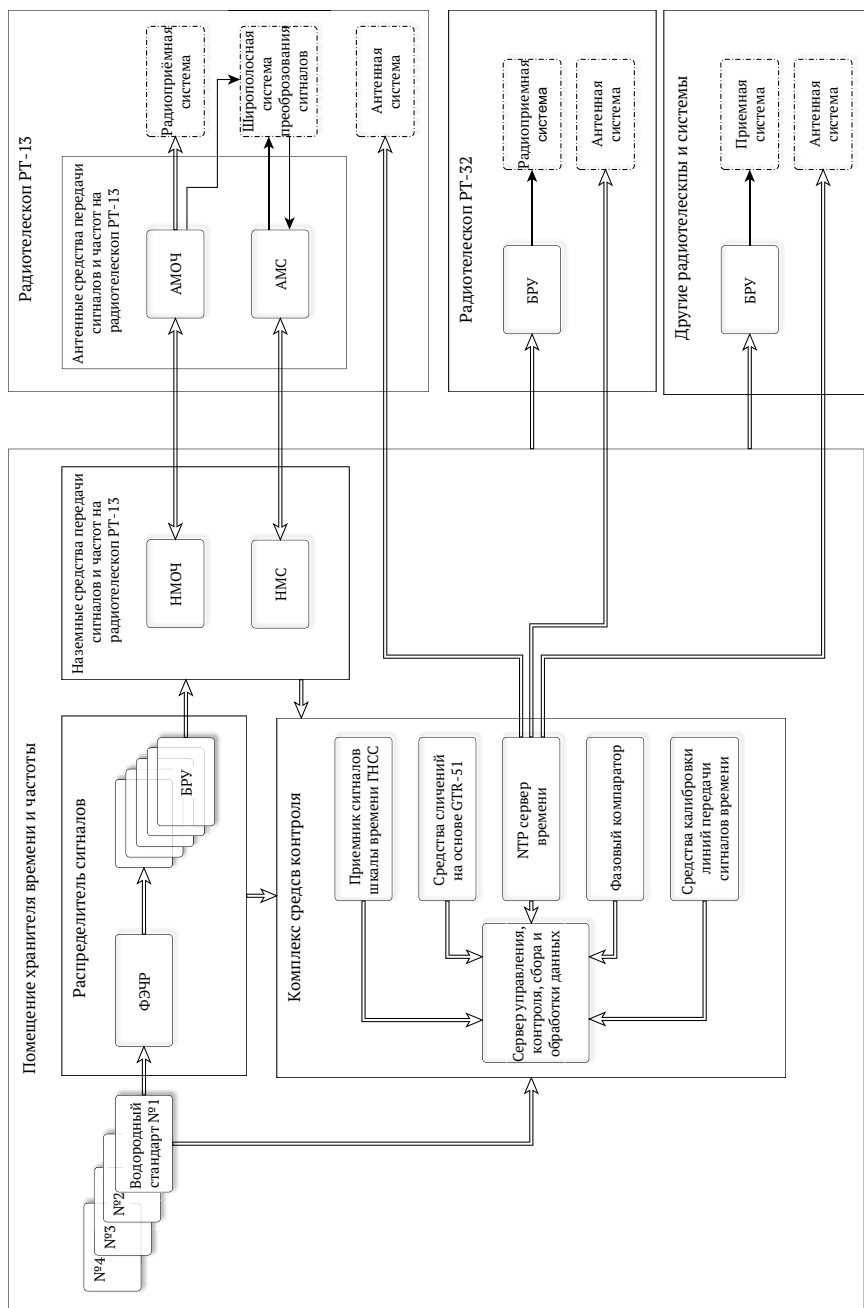 Помещение хранителя времени и частоты
№4
№3
№2
Водородный
стандарт №1
Распределитель сигналов
ФЭЧР
БРУ
Наземные средства передачи
сигналов и частот на
радиотелескоп РТ-13
НМОЧ
НМС
Комплекс средсв контроля
Сервер управления,
контроля, сбора и
обработки данных
Приемник сигналов
шкалы времени ГНСС
Средства сличений
на основе GTR-51
NTP сервер
времени
Фазовый компаратор
Средства калибровки
линий передачи
сигналов времени
Радиотелескоп РТ-13
Антенные средства передачи
сигналов и частот на
радиотелескоп РТ-13
АМОЧ
АМС
Радиоприёмная
система
Широполосная
система
преоброзования
сигналов
Антенная
система
Радиотелескоп РТ-32
БРУ
Радиоприемная
система
Антенная
система
Другие радиотелескпы и системы
БРУ
Приемная
система
Антенная
система